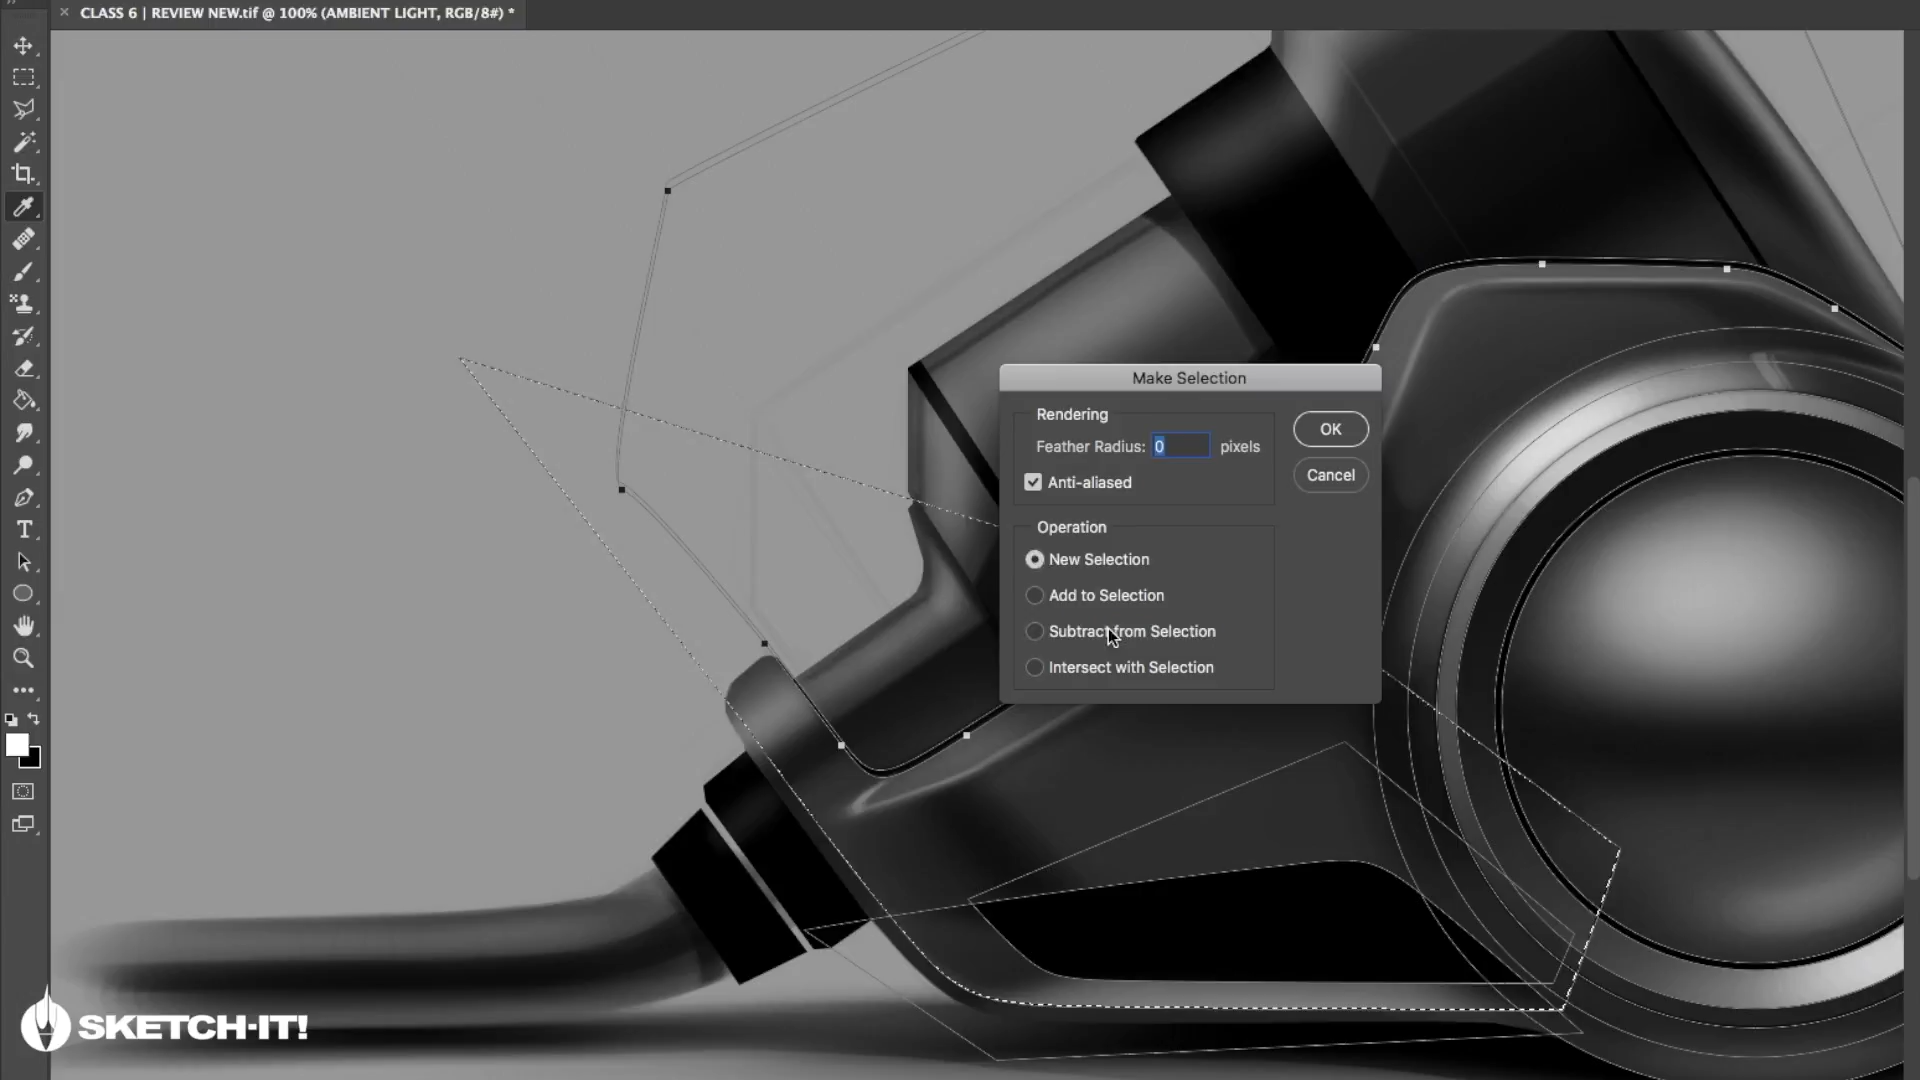 CLASS 6 | REVIEW NEW.tif @ 100% (AMBIENT LIGHT, RGB/8#) *
Make Selection
Rendering
Feather Radius: 0 pixels
OK
Anti-aliased
Cancel
Operation
New Selection
Add to Selection
Subtract from Selection
Intersect with Selection
SKETCH-IT!